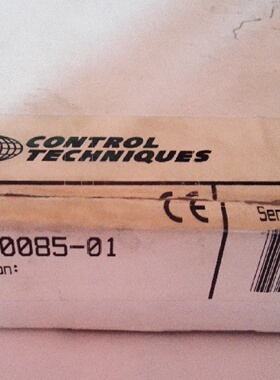 CONTROL
TECHNIQUES
CE
Ser
0085-01
on: